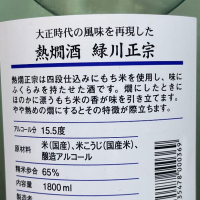 大正時代の風味を再現した
熱燗酒 緑川正宗
熱燗正宗は四段仕込みにもち米を使用し、味に
ふくらみを持たせた酒です。燗にしたときに
ほのかに漂うもち米の香が味を引き立てます。
やや熱めの燗にするとその特徴が際立ちます。
アルコール分 15.5度
原材料 米(国産)、米こうじ(国産米)、
醸造アルコール
精米歩合 65%
内容量 1800ml
製造者